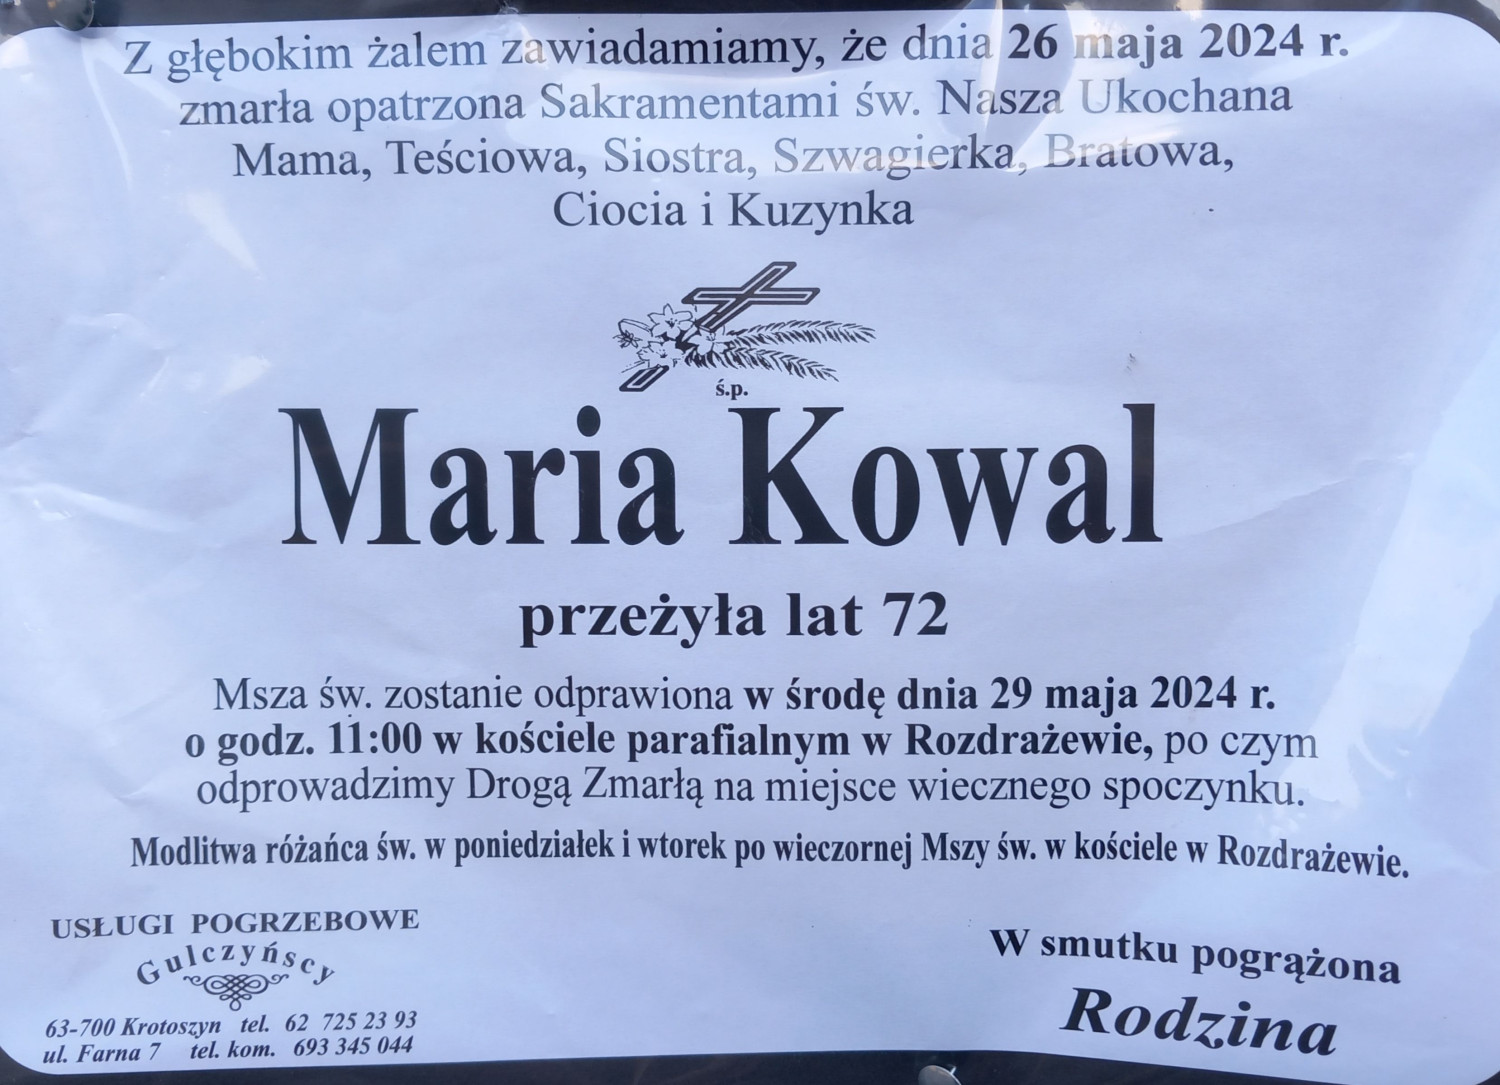 Z głębokim żalem zawiadamiamy, że dnia 26 maja 2024 r.
zmarła opatrzona Sakramentami św. Nasza Ukochana
Mama, Teściowa, Siostra, Szwagierka, Bratowa,
Ciocia i Kuzynka
ś.p.
Maria Kowal
przeżyła lat 72
Msza św. zostanie odprawiona w środę dnia 29 maja 2024 r.
o godz. 11:00 w kościele parafialnym w Rozdrażewie, po czym
odprowadzimy Drogą Zmarłą na miejsce wiecznego spoczynku.
Modlitwa różańca św. w poniedziałek i wtorek po wieczornej Mszy św. w kościele w Rozdrażewie.
USŁUGI POGRZEBOWE
Gulczyńscy
63-700 Krotoszyn tel. 62 725 23 93
ul. Farna 7 tel. kom. 693 345 044
W smutku pogrążona
Rodzina